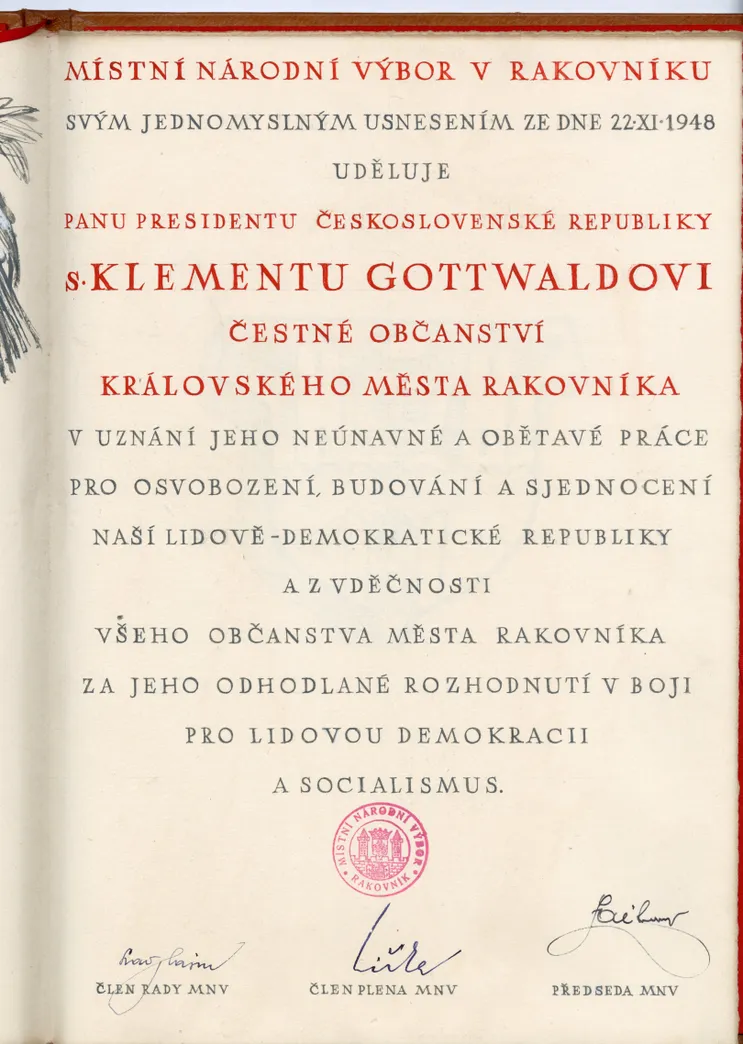 MÍSTNÍ NÁRODNÍ VÝBOR V RAKOVNÍKU
SVÝM JEDNOMYSLNÝM USNESENÍM ZE DNE 22·XI·1948
UDĚLUJE
PANU PRESIDENTU ČESKOSLOVENSKÉ REPUBLIKY
s·KLEMENTU GOTTWALDOVI
ČESTNÉ OBČANSTVÍ
KRÁLOVSKÉHO MĚSTA RAKOVNÍKA
V UZNÁNÍ JEHO NEÚNAVNÉ A OBĚTAVÉ PRÁCE
PRO OSVOBOZENÍ, BUDOVÁNÍ A SJEDNOCENÍ
NAŠÍ LIDOVĚ-DEMOKRATICKÉ REPUBLIKY
A Z VDĚČNOSTI
VŠEHO OBČANSTVA MĚSTA RAKOVNÍKA
ZA JEHO ODHODLANÉ ROZHODNUTÍ V BOJI
PRO LIDOVOU DEMOKRACII
A SOCIALISMUS.
MÍSTNÍ NÁRODNÍ VÝBOR
RAKOVNÍK
ČLEN RADY MNV
ČLEN PLENA MNV
PŘEDSEDA MNV